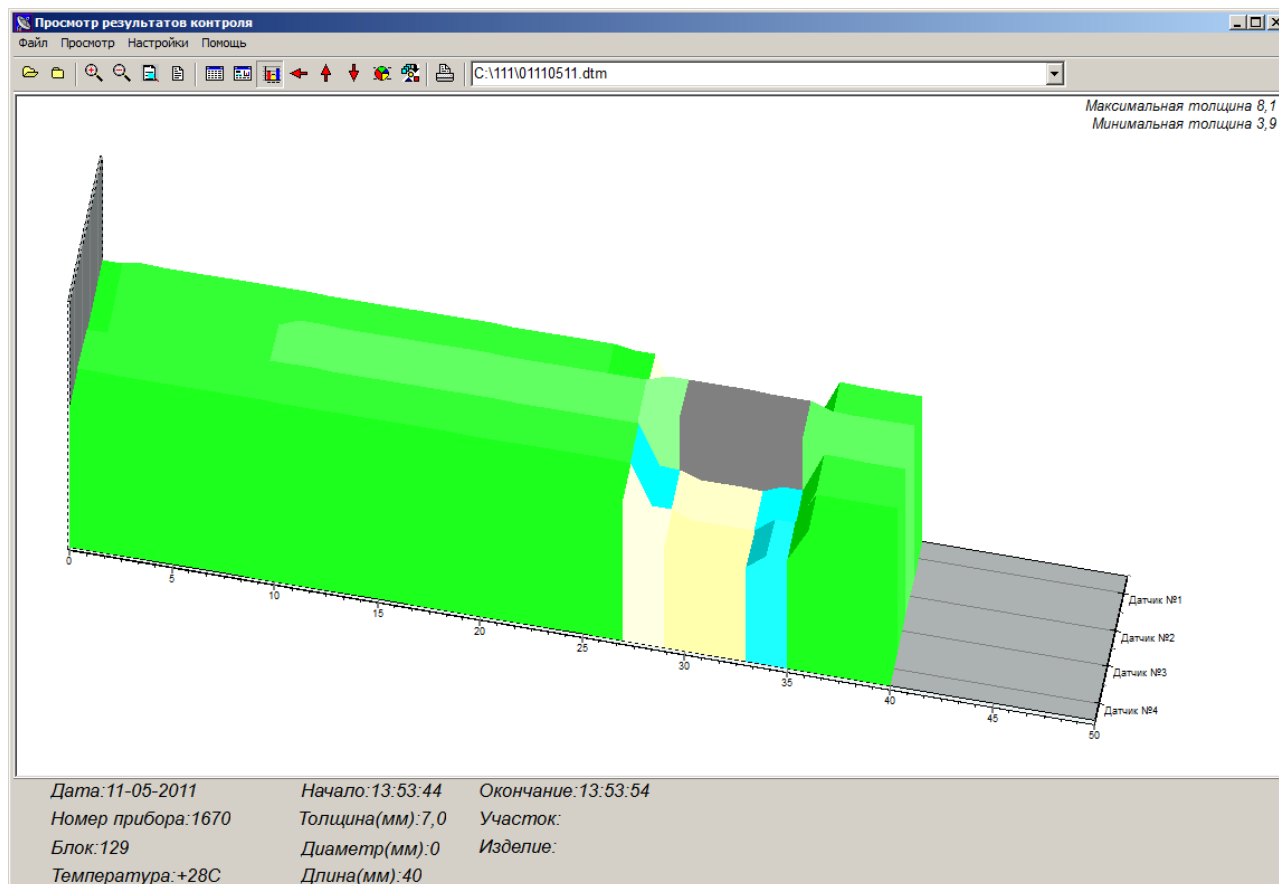 Просмотр результатов контроля
Файл Просмотр Настройки Помощь
C:\111\01110511.dtm
Максимальная толщина 8,1
Минимальная толщина 3,9
0
5
10
15
20
25
30
35
40
45
50
Датчик №1
Датчик №2
Датчик №3
Датчик №4
Дата:11-05-2011 Начало:13:53:44 Окончание:13:53:54
Номер прибора:1670 Толщина(мм):7,0 Участок:
Блок:129 Диаметр(мм):0 Изделие:
Температура:+28C Длина(мм):40